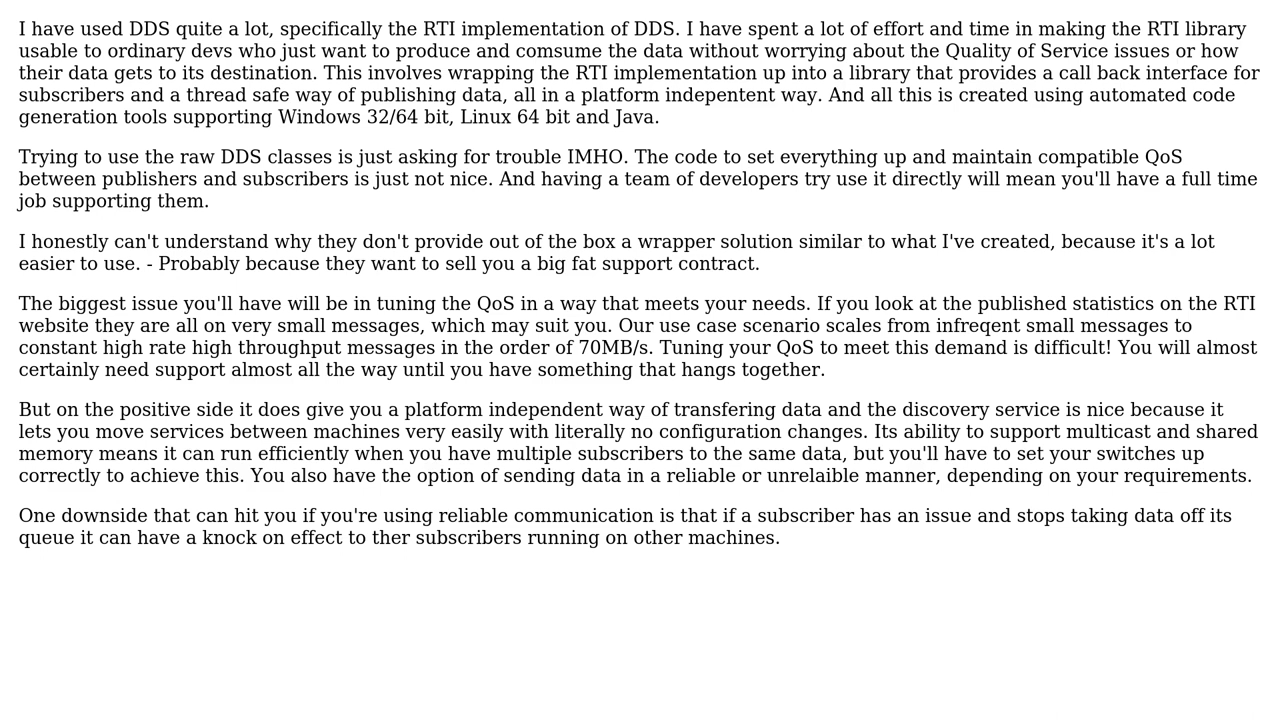 I have used DDS quite a lot, specifically the RTI implementation of DDS. I have spent a lot of effort and time in making the RTI library
usable to ordinary devs who just want to produce and comsume the data without worrying about the Quality of Service issues or how
their data gets to its destination. This involves wrapping the RTI implementation up into a library that provides a call back interface for
subscribers and a thread safe way of publishing data, all in a platform indepentent way. And all this is created using automated code
generation tools supporting Windows 32/64 bit, Linux 64 bit and Java.
Trying to use the raw DDS classes is just asking for trouble IMHO. The code to set everything up and maintain compatible QoS
between publishers and subscribers is just not nice. And having a team of developers try use it directly will mean you'll have a full time
job supporting them.
I honestly can't understand why they don't provide out of the box a wrapper solution similar to what I've created, because it's a lot
easier to use. - Probably because they want to sell you a big fat support contract.
The biggest issue you'll have will be in tuning the QoS in a way that meets your needs. If you look at the published statistics on the RTI
website they are all on very small messages, which may suit you. Our use case scenario scales from infreqent small messages to
constant high rate high throughput messages in the order of 70MB/s. Tuning your QoS to meet this demand is difficult! You will almost
certainly need support almost all the way until you have something that hangs together.
But on the positive side it does give you a platform independent way of transfering data and the discovery service is nice because it
lets you move services between machines very easily with literally no configuration changes. Its ability to support multicast and shared
memory means it can run efficiently when you have multiple subscribers to the same data, but you'll have to set your switches up
correctly to achieve this. You also have the option of sending data in a reliable or unrelaible manner, depending on your requirements.
One downside that can hit you if you're using reliable communication is that if a subscriber has an issue and stops taking data off its
queue it can have a knock on effect to ther subscribers running on other machines.